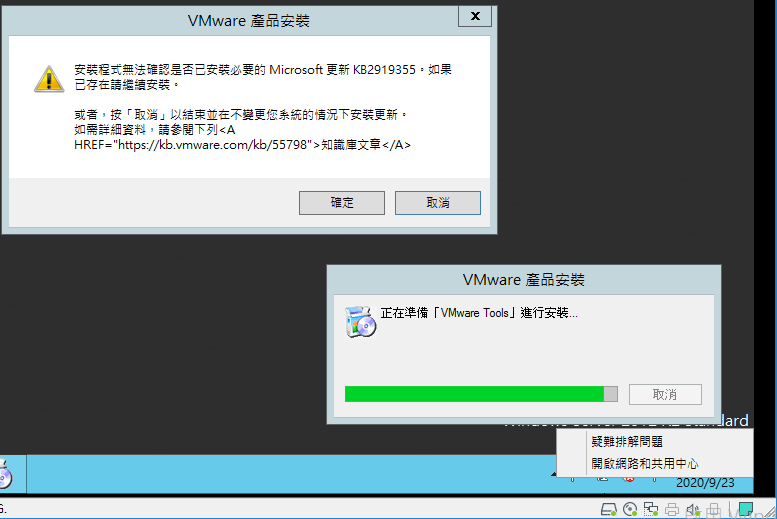 VMware 產品安裝
x
安裝程式無法確認是否已安裝必要的 Microsoft 更新 KB2919355。如果
已存在請繼續安裝。
或者，按「取消」以結束並在不變更您系統的情況下安裝更新。
如需詳細資料，請參閱下列<A
HREF="https://kb.vmware.com/kb/55798">知識庫文章</A>
確定
取消
VMware 產品安裝
正在準備「VMware Tools」進行安裝...
取消
Standard
疑難排解問題
開啟網路和共用中心
2020/9/23
G.